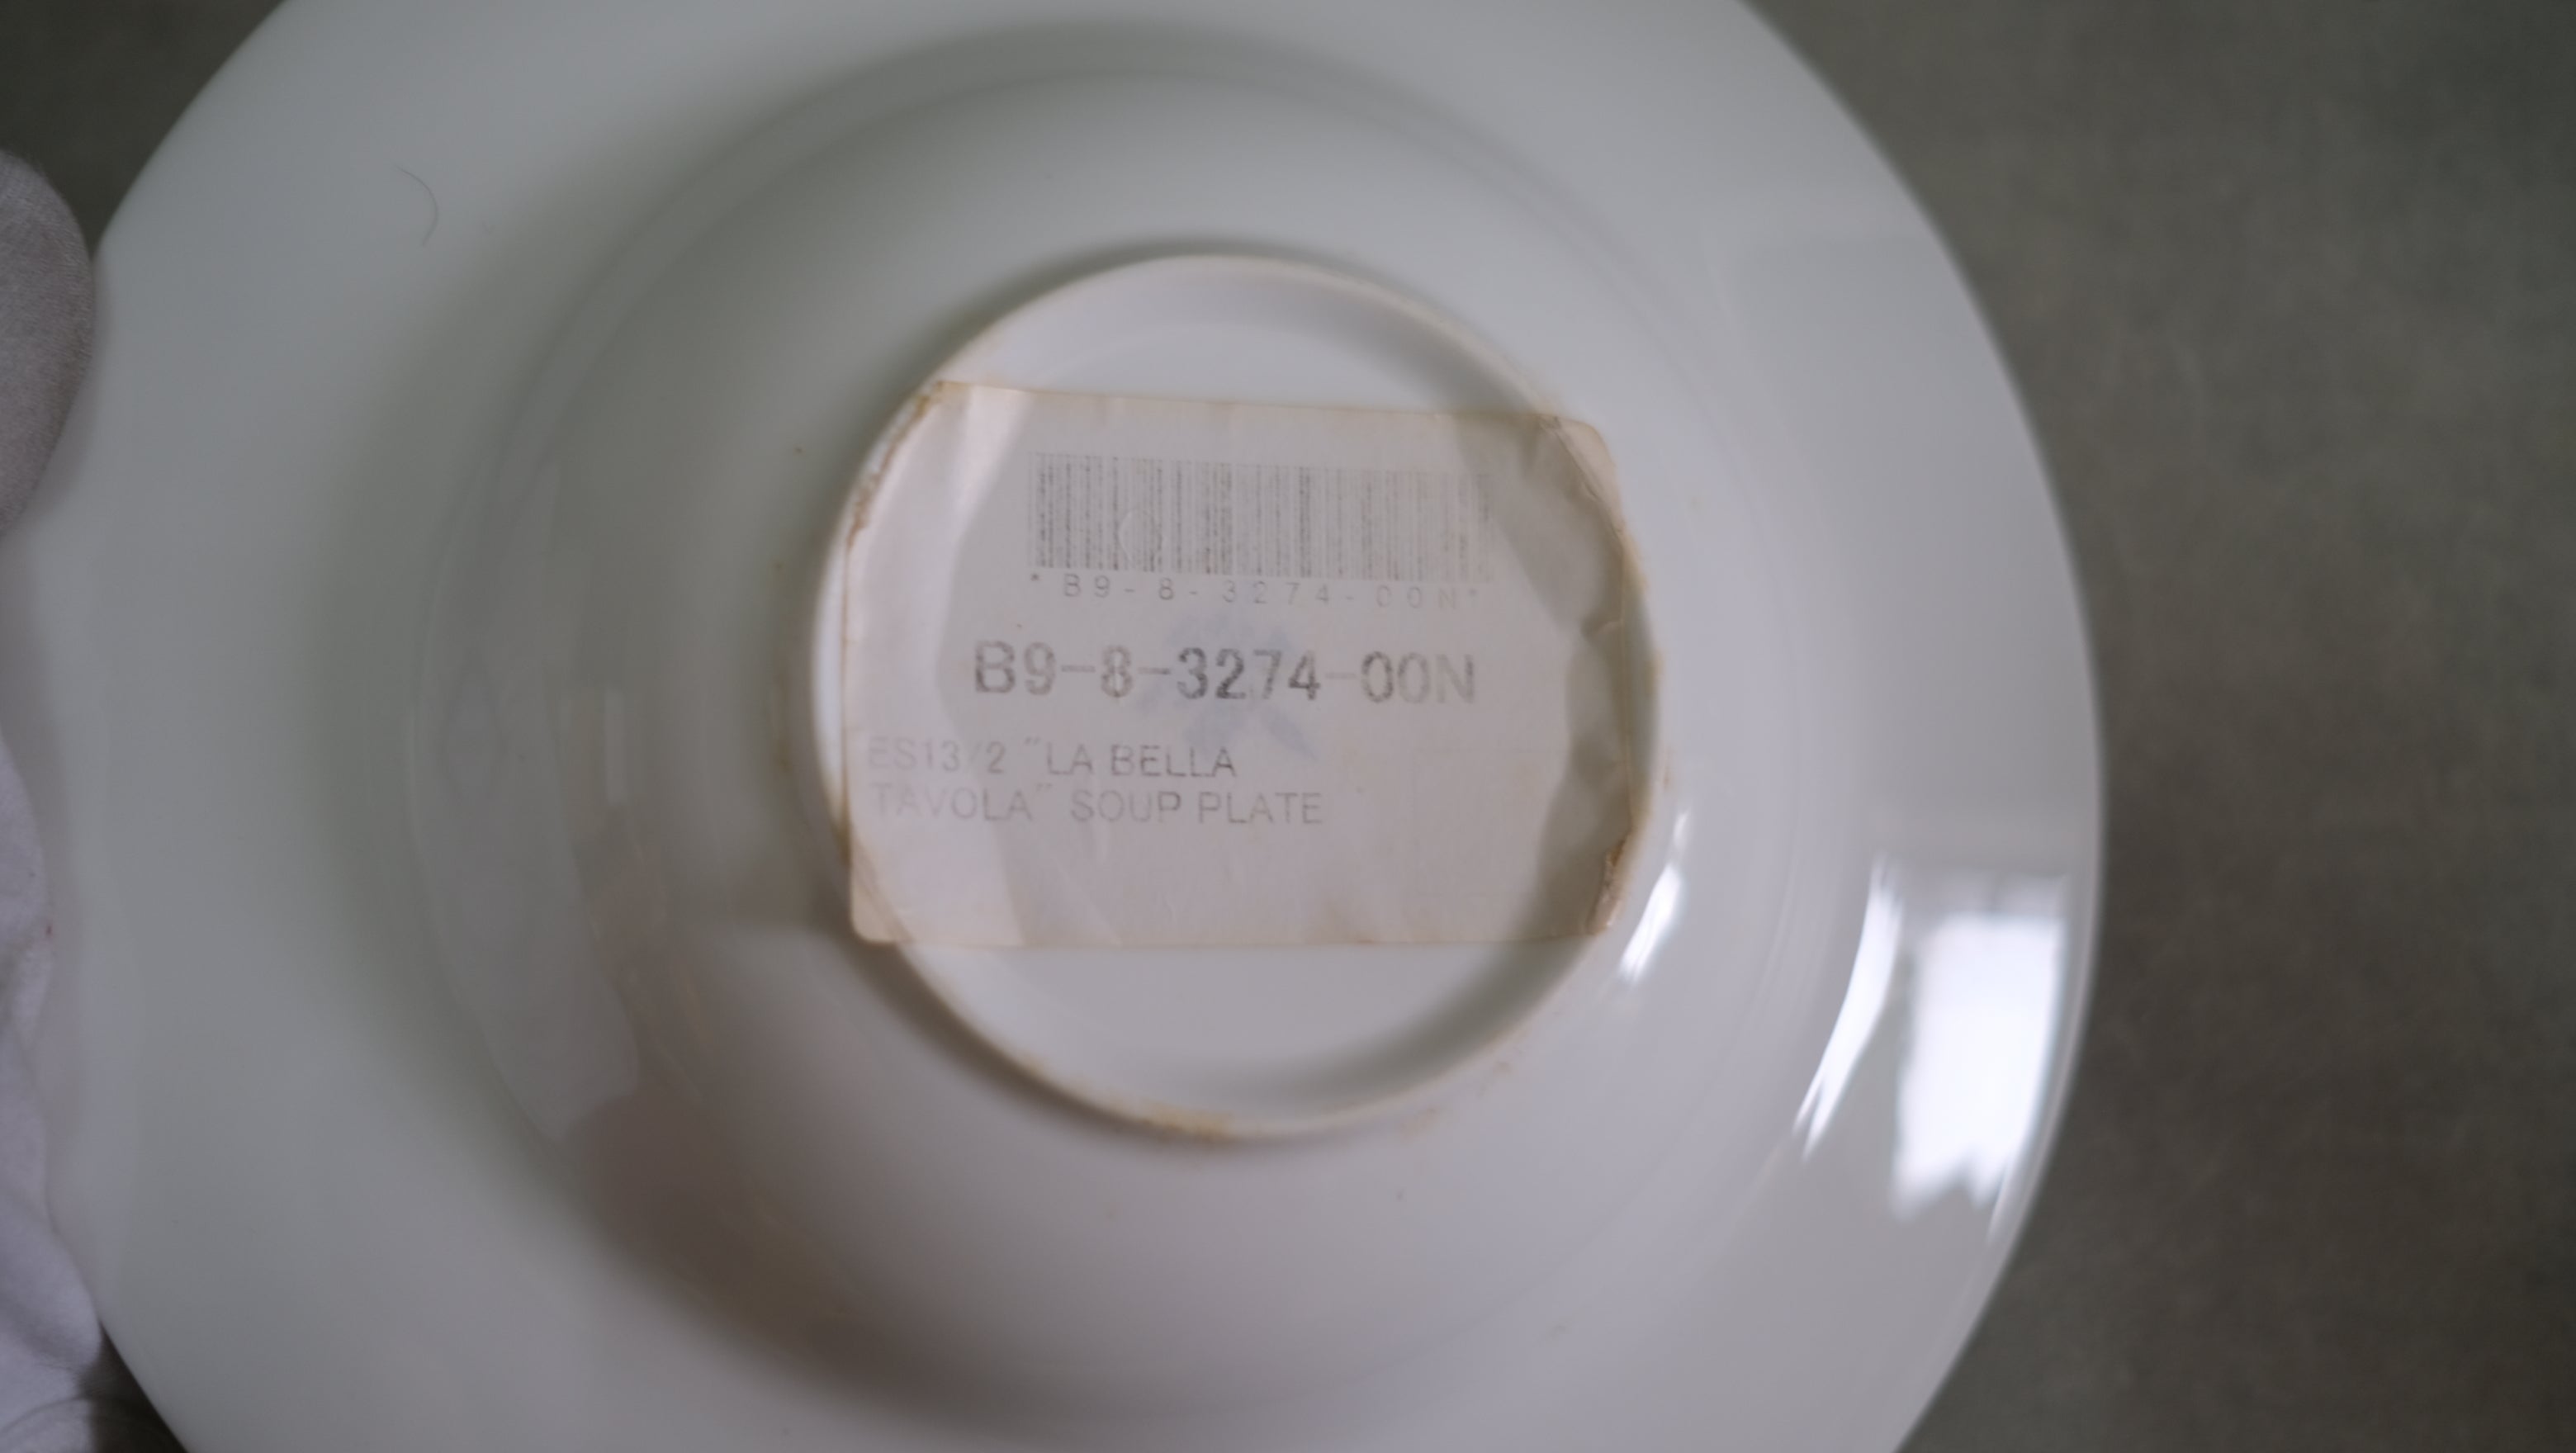 *B9-8-3274-00N*
B9-8-3274-00N
ES13/2 "LA BELLA
TAVOLA" SOUP PLATE